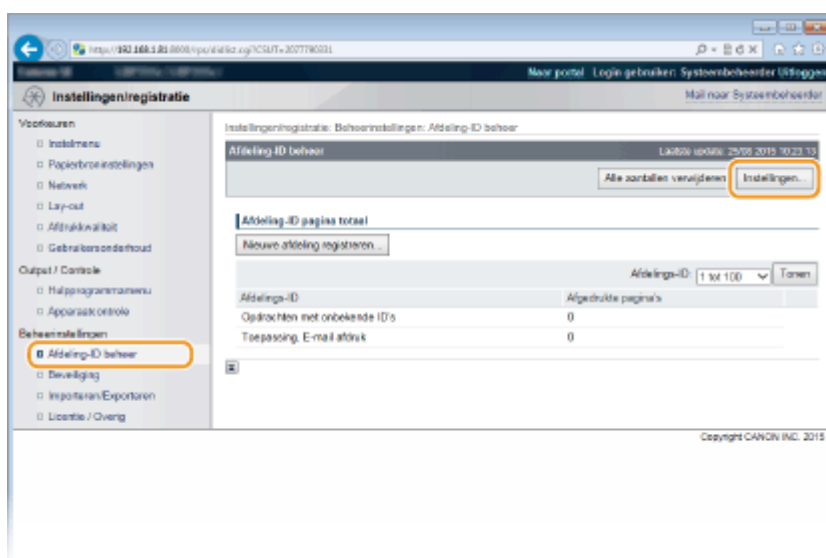 Naar portal Login gebruiker: Systeembeheerder Uitloggen
Instellingen/registratie
Mail naar Systeembeheerder
Voorkeuren
Instelmenu
Papierbroninstellingen
Netwerk
Lay-out
Afdrukkwaliteit
Gebruikersonderhoud
Output / Controle
Hulpprogrammamenu
Apparaatcontrole
Beheerinstellingen
Afdeling-ID beheer
Beveiliging
Importeren/Exporteren
Licentie / Overig
Instellingen/registratie: Beheerinstellingen: Afdeling-ID beheer
Afdeling-ID beheer
Laatste update: 25/08 2015 10:23:13
Alle aantallen verwijderen
Instellingen...
Afdeling-ID pagina totaal
Nieuwe afdeling registreren...
Afdelings-ID: 1 tot 100 Tonen
Afdelings-ID Afgedrukte pagina's
Opdrachten met onbekende ID's 0
Toepassing, E-mail afdruk 0
Copyright CANON INC. 2015